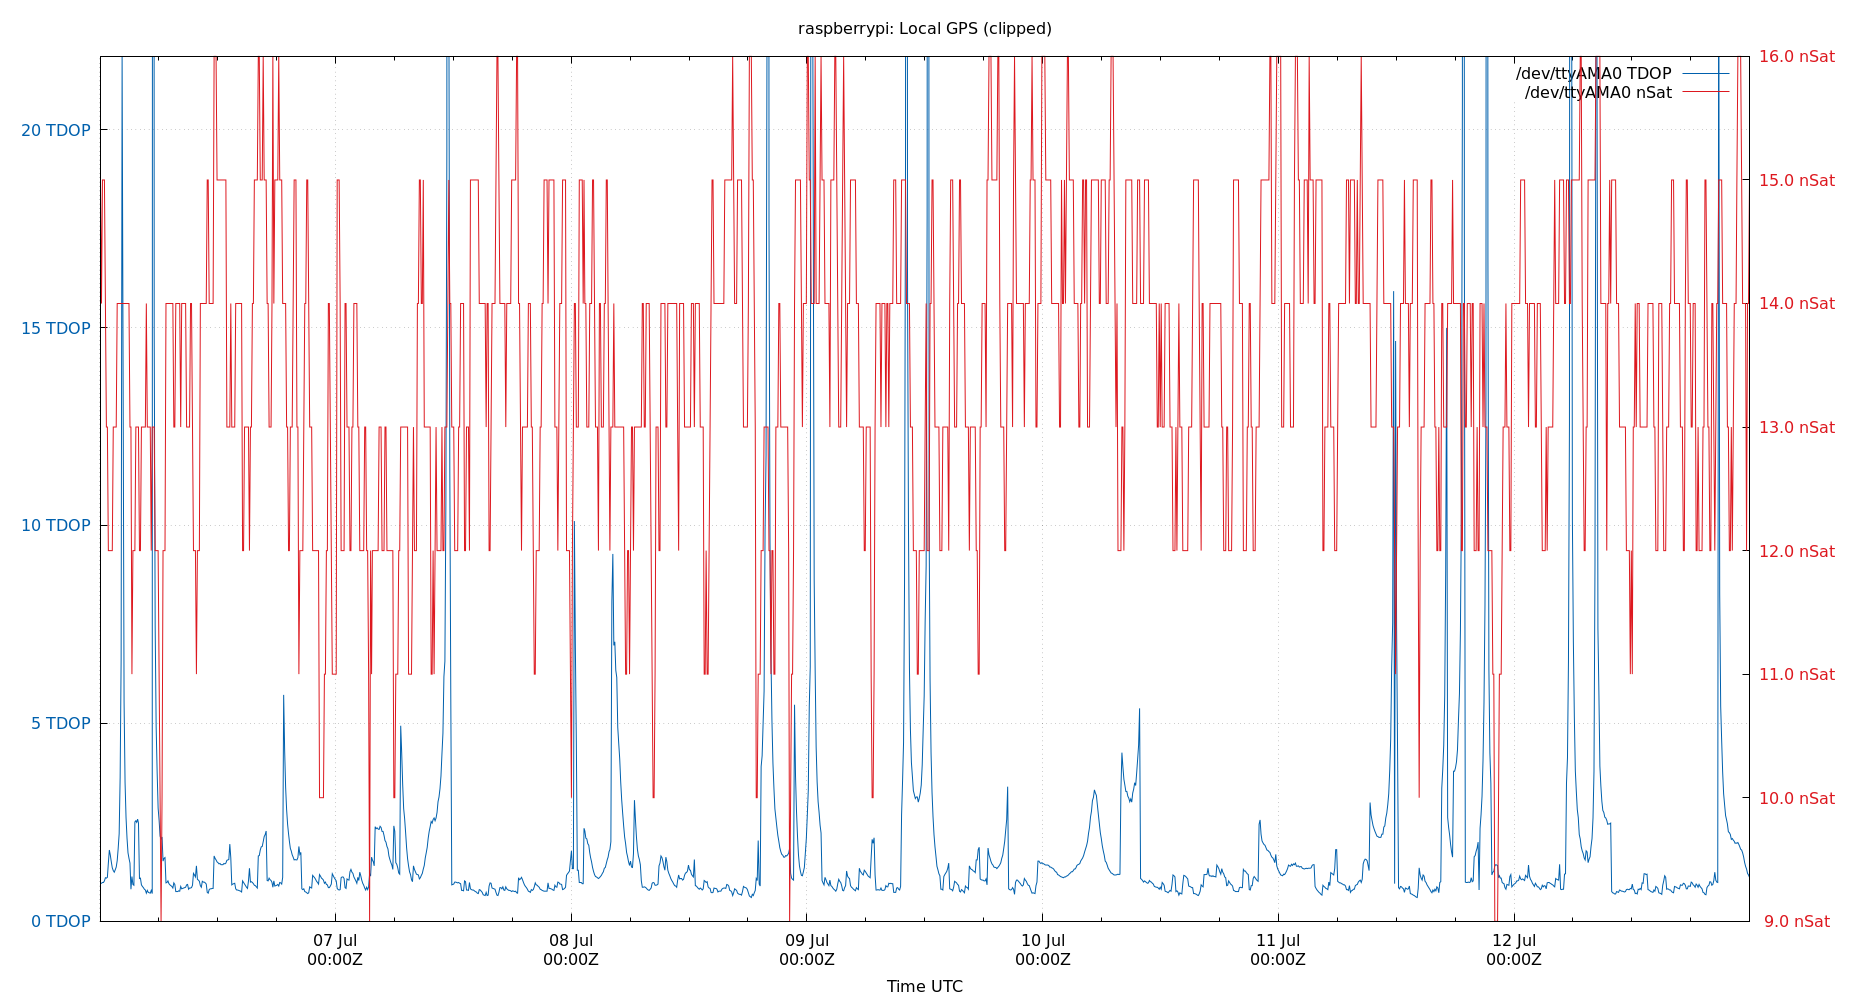 raspberrypi: Local GPS (clipped)
/dev/ttyAMA0 TDOP
/dev/ttyAMA0 nSat
20 TDOP
15 TDOP
10 TDOP
5 TDOP
0 TDOP
16.0 nSat
15.0 nSat
14.0 nSat
13.0 nSat
12.0 nSat
11.0 nSat
10.0 nSat
9.0 nSat
07 Jul
00:00Z
08 Jul
00:00Z
09 Jul
00:00Z
10 Jul
00:00Z
11 Jul
00:00Z
12 Jul
00:00Z
Time UTC